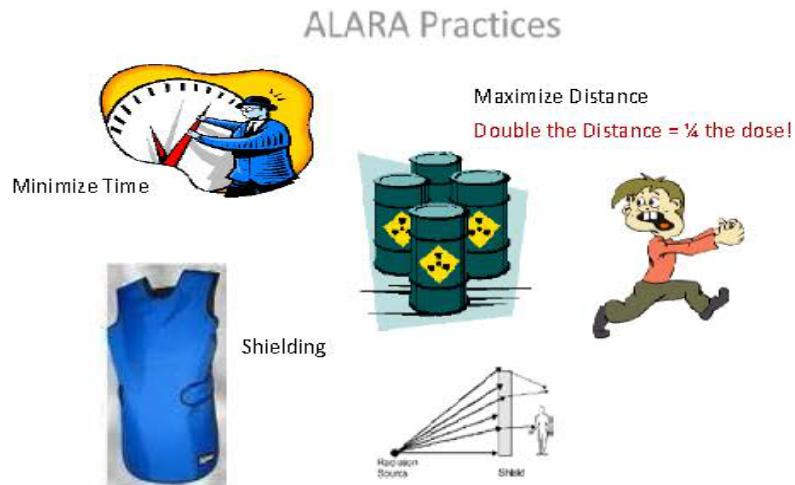 ALARA Practices
Maximize Distance
Double the Distance = ¼ the dose!
Minimize Time
Shielding
Radiation
Source
Shield